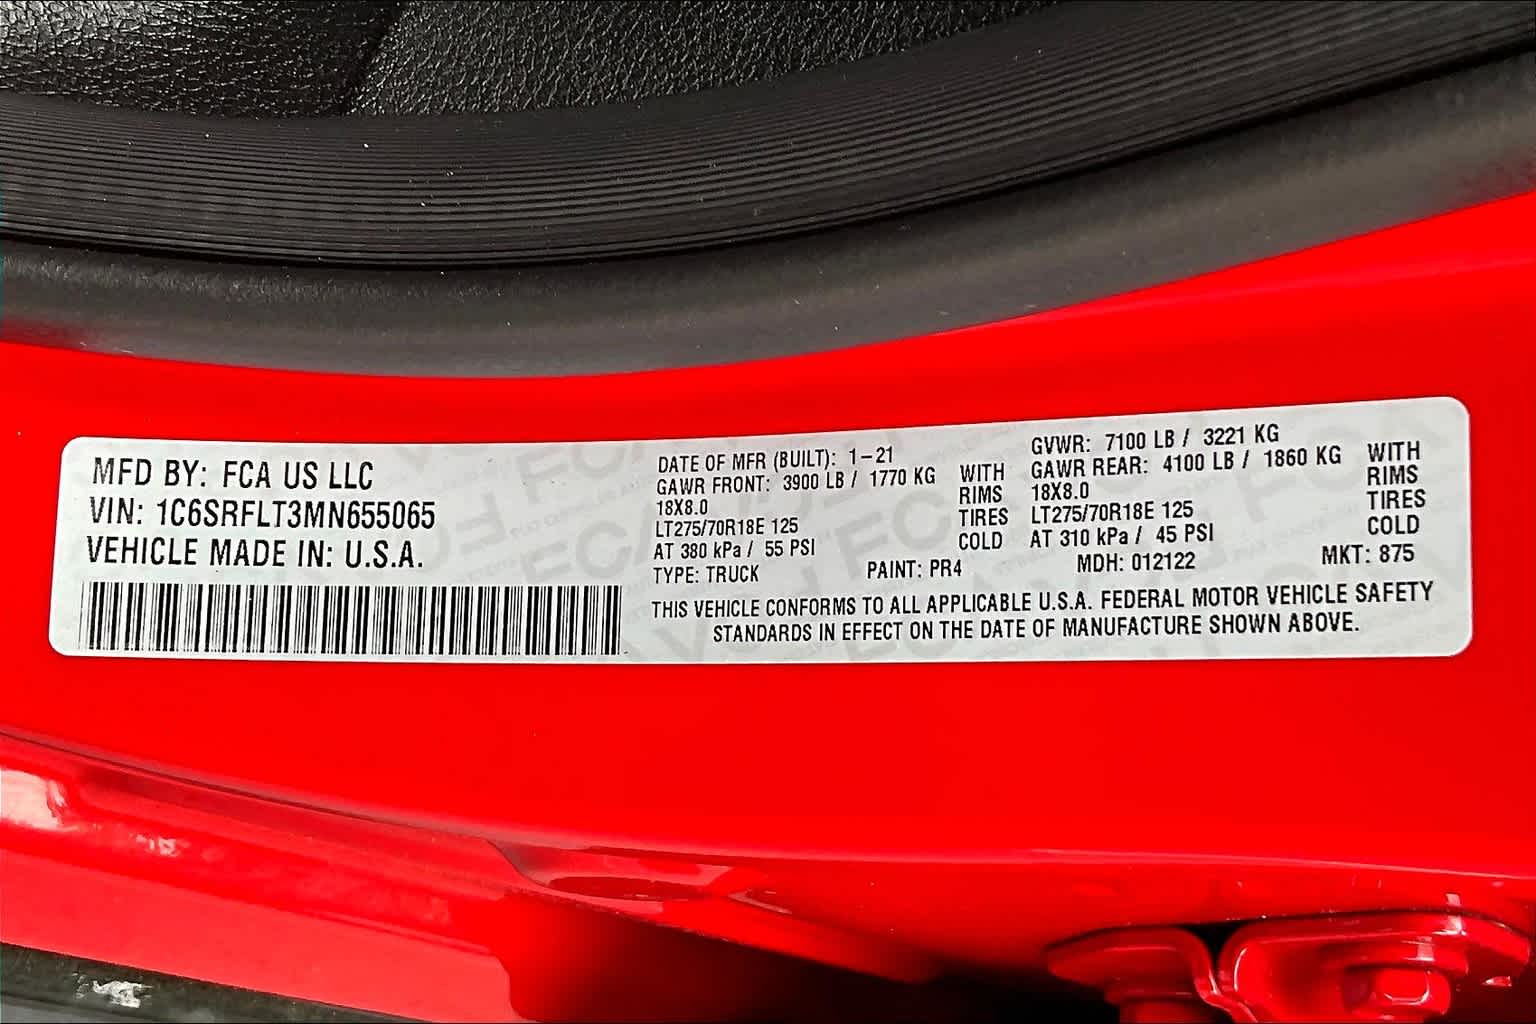 MFD BY: FCA US LLC
VIN: 1C6SRFLT3MN655065
VEHICLE MADE IN: U.S.A.
DATE OF MFR (BUILT): 1-21
GAWR FRONT: 3900 LB / 1770 KG
18X8.0
LT275/70R18E 125
AT 380 kPa / 55 PSI
WITH
RIMS
TIRES
COLD
GVWR: 7100 LB / 3221 KG
GAWR REAR: 4100 LB / 1860 KG
18X8.0
LT275/70R18E 125
AT 310 kPa / 45 PSI
WITH
RIMS
TIRES
COLD
TYPE: TRUCK PAINT: PR4 MDH: 012122 MKT: 875
THIS VEHICLE CONFORMS TO ALL APPLICABLE U.S.A. FEDERAL MOTOR VEHICLE SAFETY
STANDARDS IN EFFECT ON THE DATE OF MANUFACTURE SHOWN ABOVE.